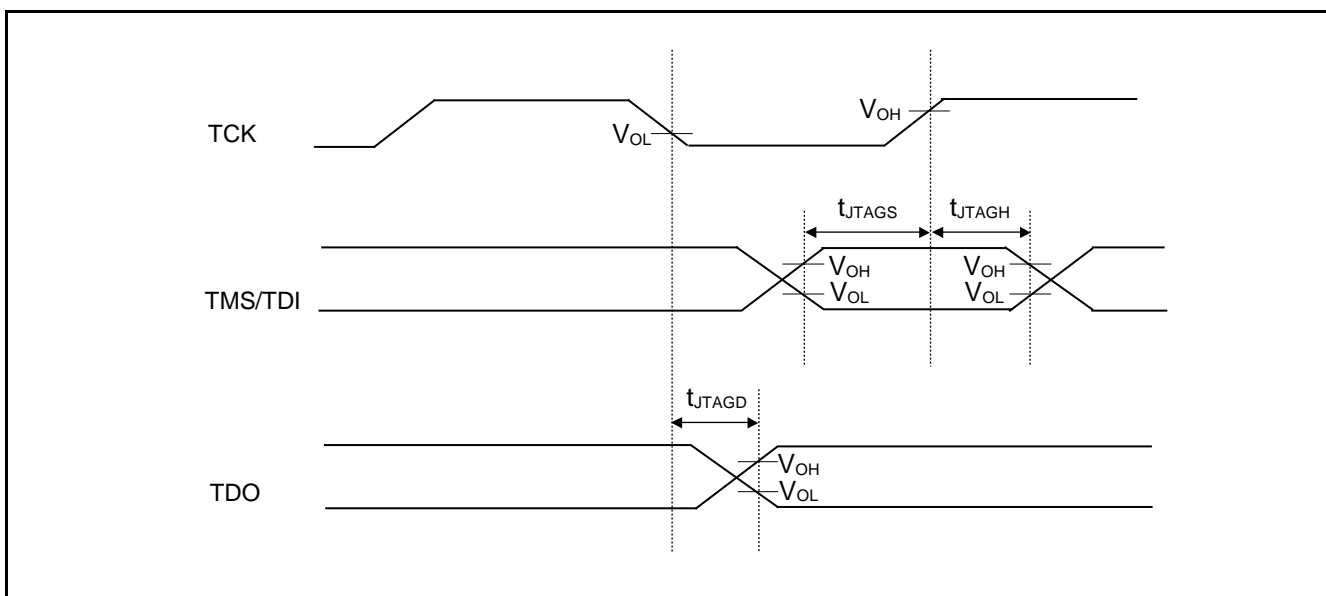 TCK
VOL
VOH
tJTAGS
tJTAGH
TMS/TDI
VOH
VOL
VOH
VOL
tJTAGD
TDO
VOH
VOL